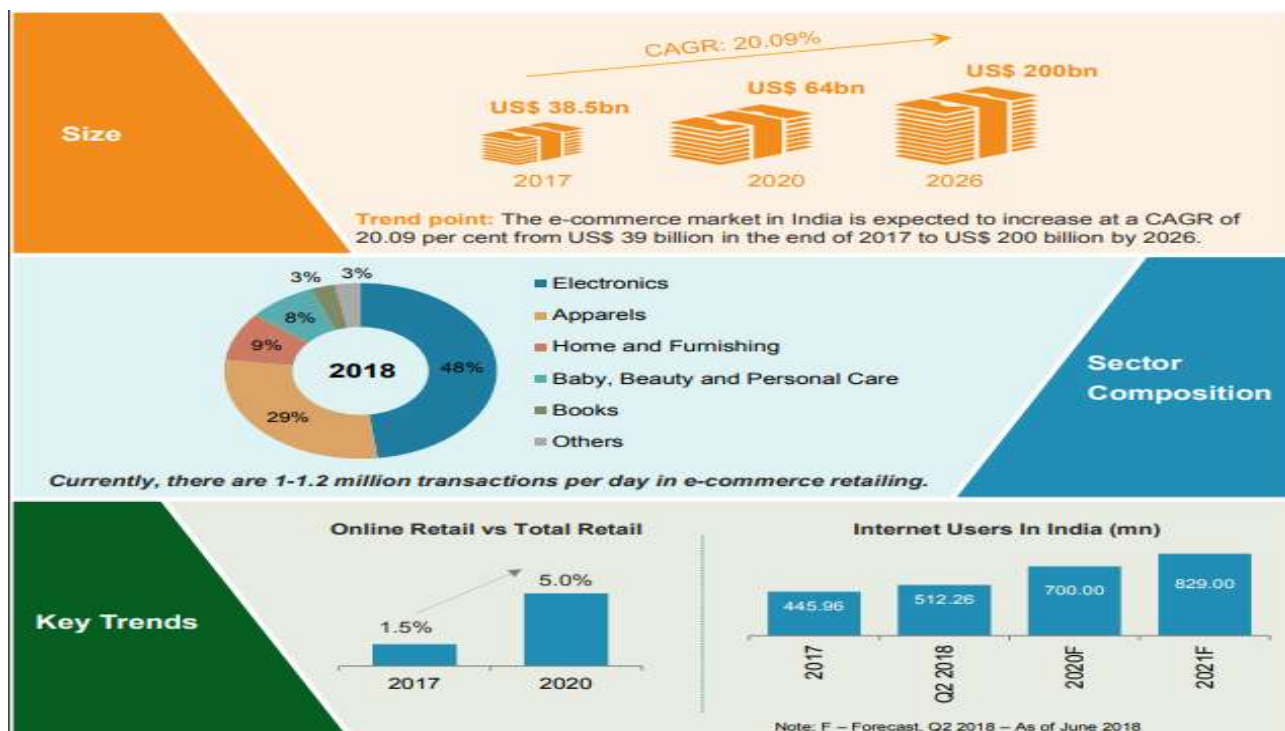 Size
CAGR: 20.09%
US$ 38.5bn
US$ 64bn
US$ 200bn
2017
2020
2026
Trend point: The e-commerce market in India is expected to increase at a CAGR of
20.09 per cent from US$ 39 billion in the end of 2017 to US$ 200 billion by 2026.
3%
3%
8%
9%
29%
48%
2018
Electronics
Apparels
Home and Furnishing
Baby, Beauty and Personal Care
Books
Others
Sector
Composition
Currently, there are 1-1.2 million transactions per day in e-commerce retailing.
Key Trends
Online Retail vs Total Retail
1.5%
5.0%
2017
2020
Internet Users In India (mn)
445.96
512.26
700.00
829.00
2017
Q2 2018
2020F
2021F
Note: F – Forecast, Q2 2018 – As of June 2018